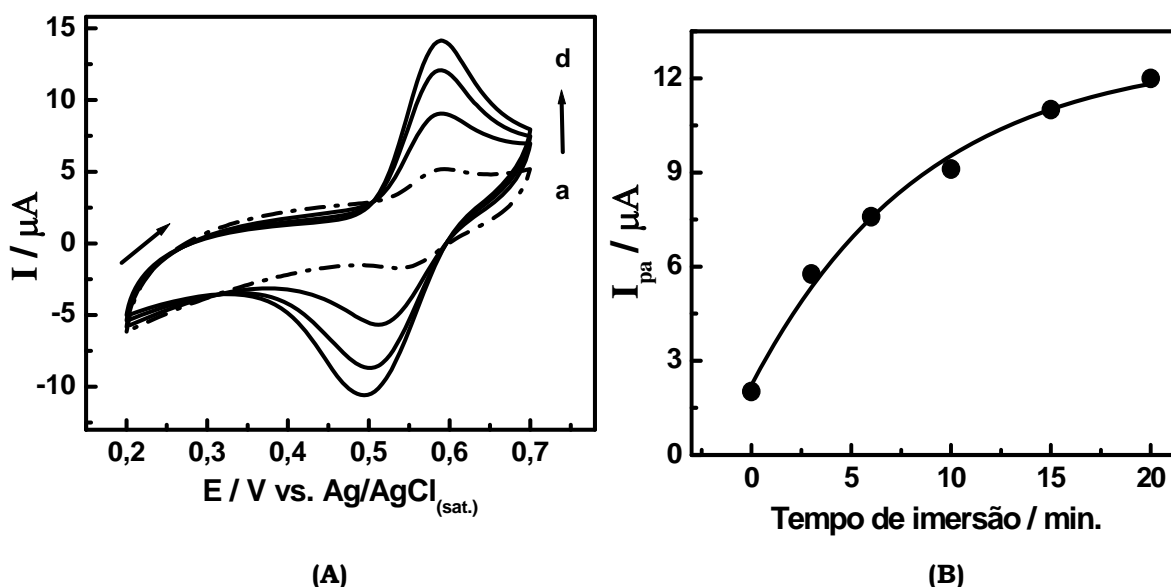 15
10
5
0
-5
-10
I / μA
d
a
0,2 0,3 0,4 0,5 0,6 0,7
E / V vs. Ag/AgCl(sat.)
(A)
12
9
6
3
0
Ipa / μA
0 5 10 15 20
Tempo de imersão / min.
(B)